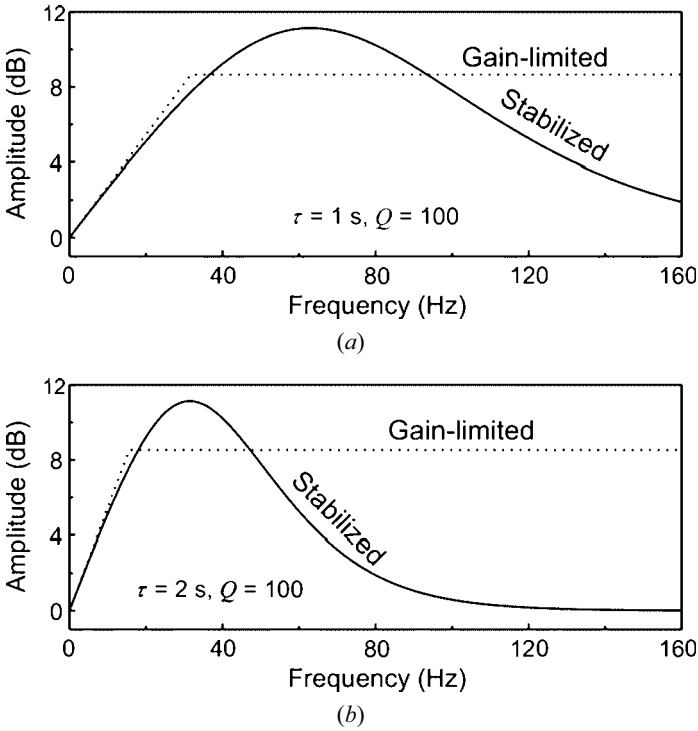 12
8
4
0
Amplitude (dB)
Gain-limited
Stabilized
τ = 1 s, Q = 100
0 40 80 120 160
Frequency (Hz)
(a)
12
8
4
0
Amplitude (dB)
Gain-limited
Stabilized
τ = 2 s, Q = 100
0 40 80 120 160
Frequency (Hz)
(b)